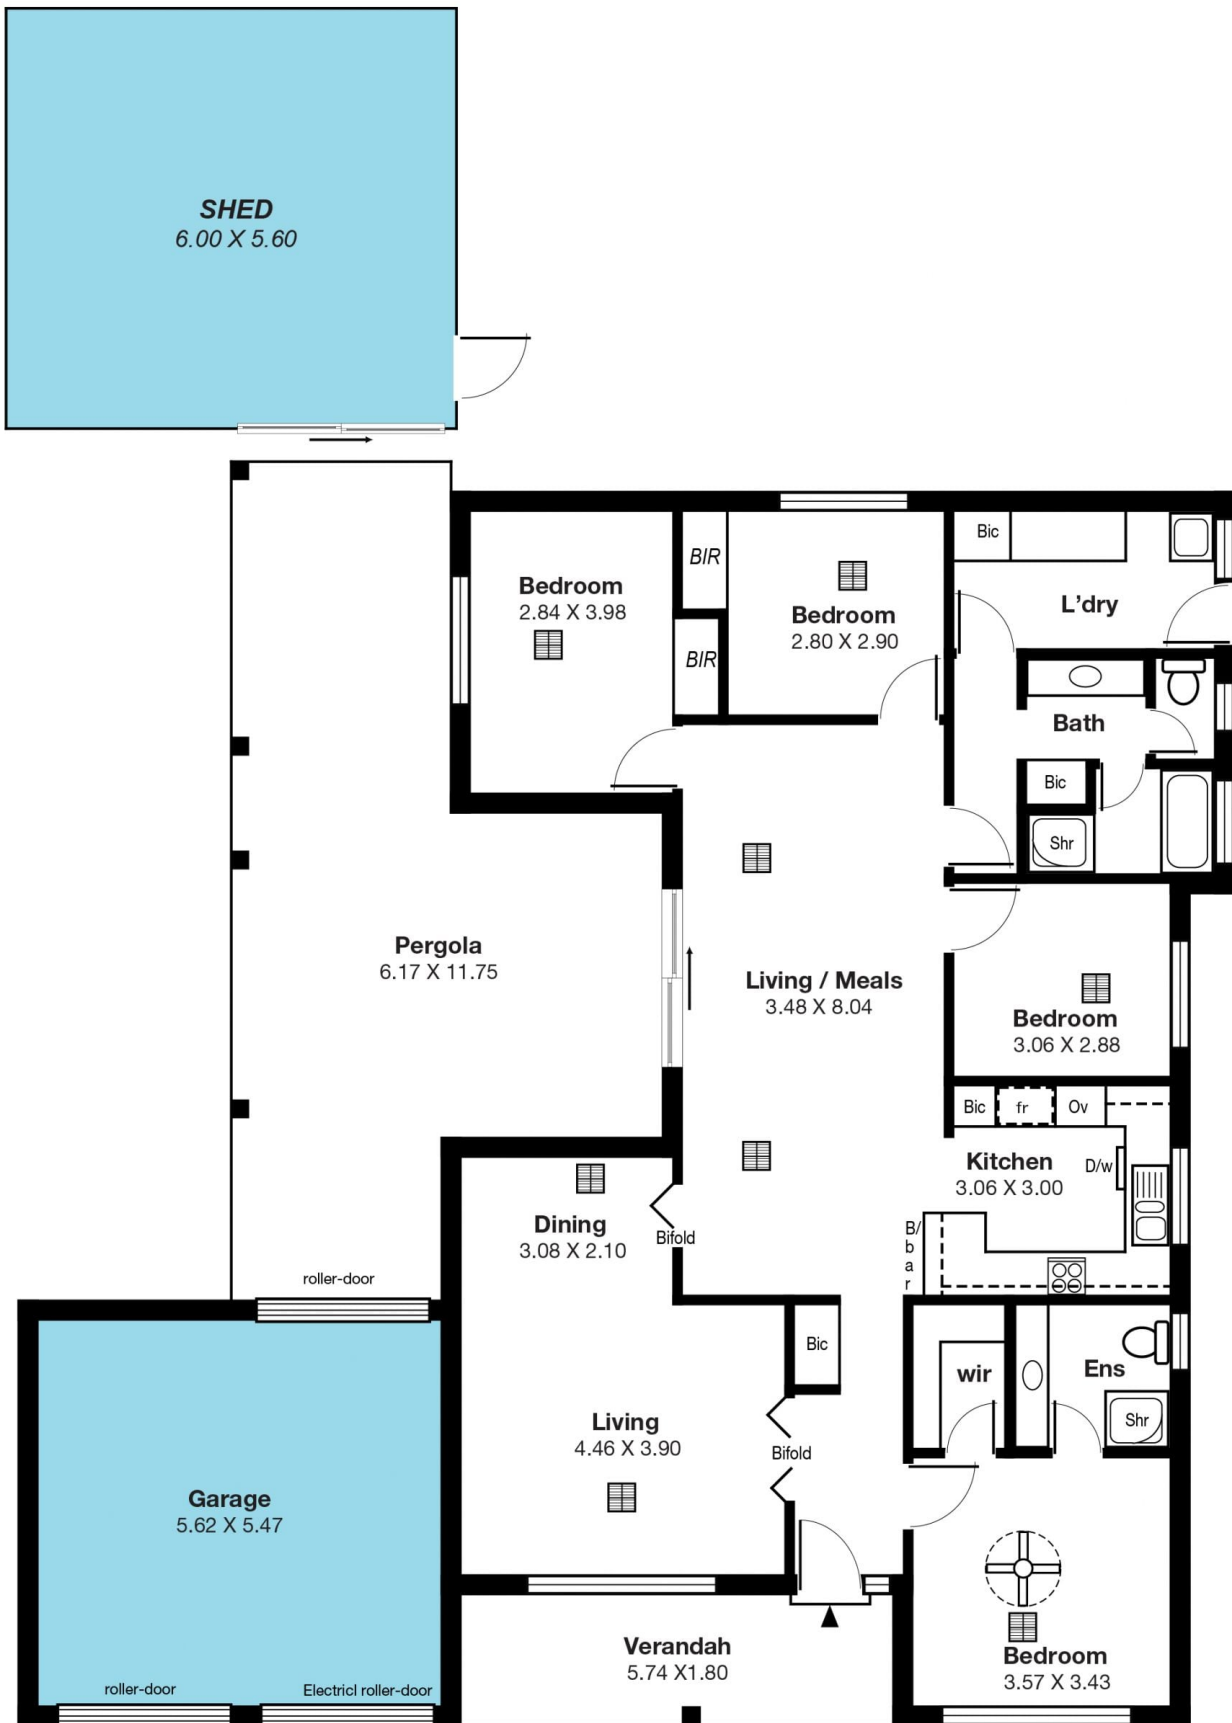 SHED
6.00 X 5.60
Bedroom
2.84 X 3.98
BIR
BIR
Bedroom
2.80 X 2.90
Bic
L'dry
Bath
Bic
Shr
Pergola
6.17 X 11.75
Living / Meals
3.48 X 8.04
Bedroom
3.06 X 2.88
Bic
fr
Ov
Kitchen
3.06 X 3.00
D/w
B/
b
a
r
Dining
3.08 X 2.10
Bifold
roller-door
Bic
wir
Ens
Shr
Living
4.46 X 3.90
Bifold
Garage
5.62 X 5.47
roller-door
Electricl roller-door
Verandah
5.74 X1.80
Bedroom
3.57 X 3.43